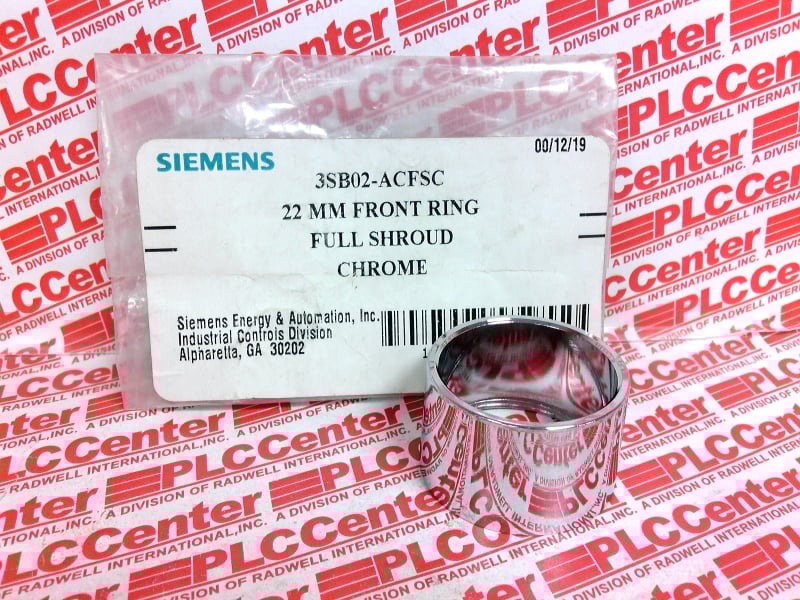 SIEMENS
00/12/19
3SB02-ACFSC
22 MM FRONT RING
FULL SHROUD
CHROME
Siemens Energy & Automation, Inc.
Industrial Controls Division
Alpharetta, GA 30202
PLCCenter
A DIVISION OF RADWELL INTERNATIONAL, INC.